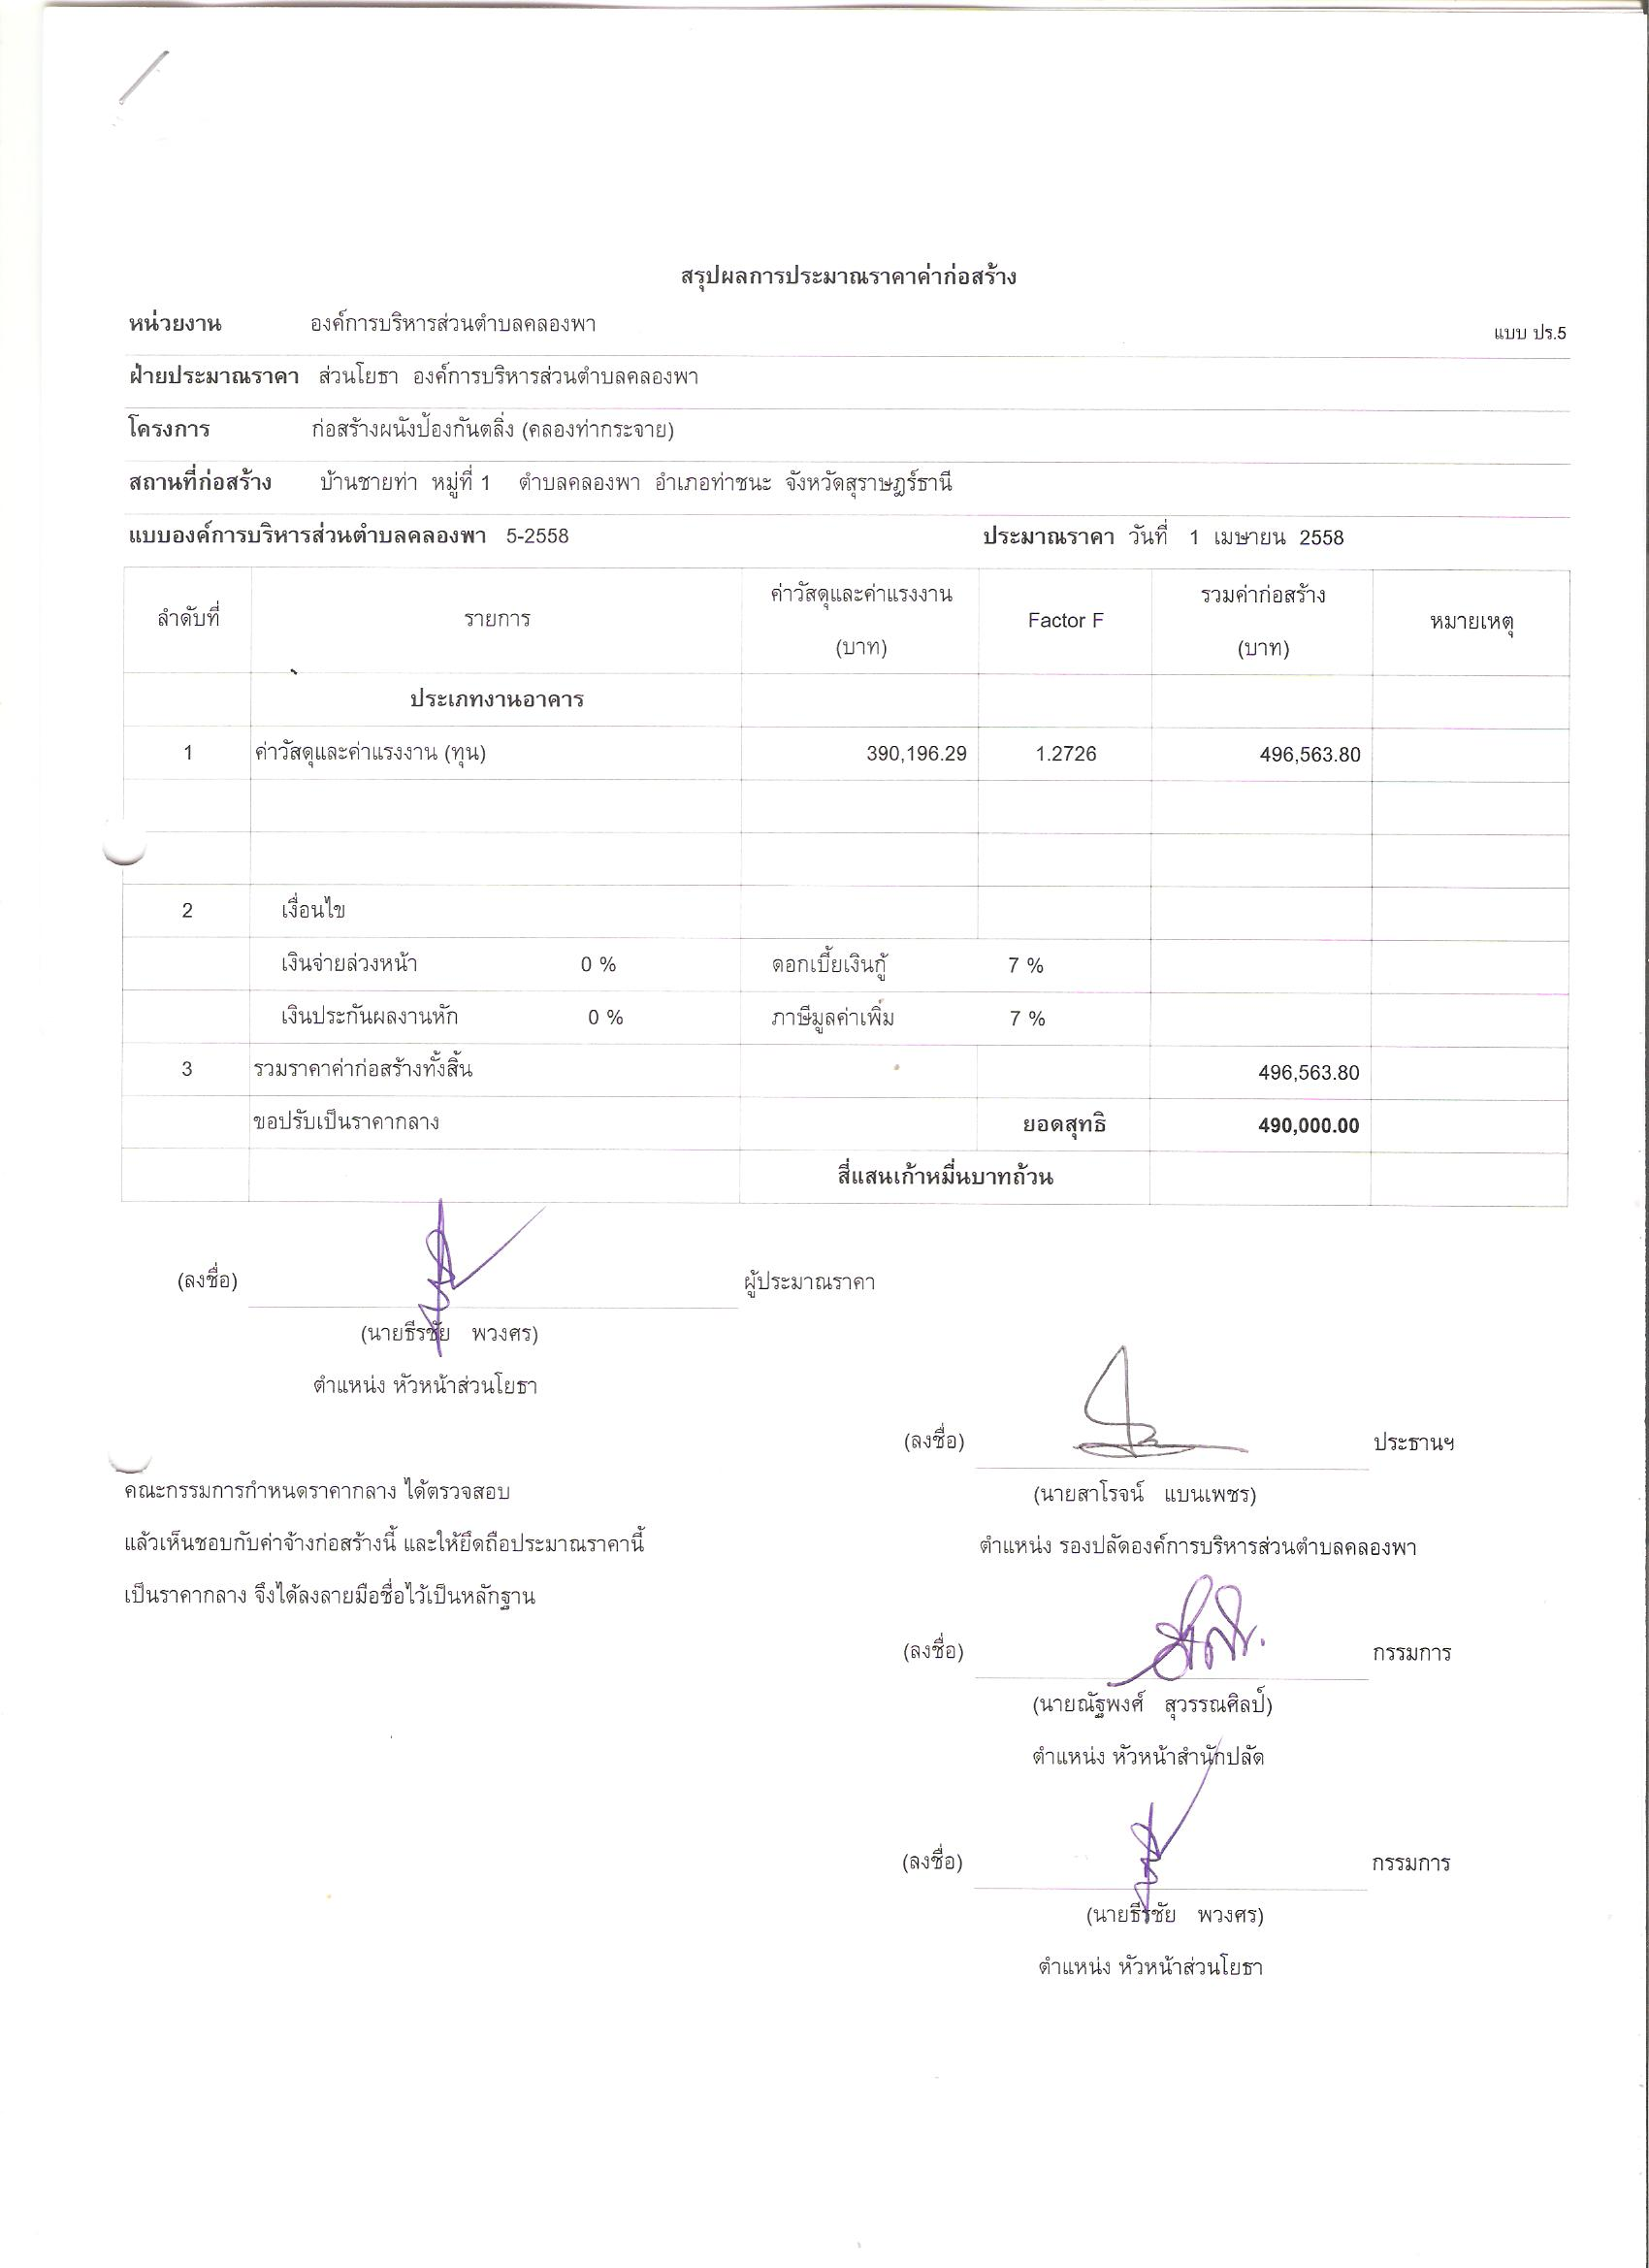 สรุปผลการประมาณราคาค่าก่อสร้าง
หน่วยงาน องค์การบริหารส่วนตำบลคลองพา แบบ ปร.5
ฝ่ายประมาณราคา ส่วนโยธา องค์การบริหารส่วนตำบลคลองพา
โครงการ ก่อสร้างผนังป้องกันตลิ่ง (คลองท่ากระจาย)
สถานที่ก่อสร้าง บ้านชายท่า หมู่ที่ 1 ตำบลคลองพา อำเภอท่าชนะ จังหวัดสุราษฎร์ธานี
แบบองค์การบริหารส่วนตำบลคลองพา 5-2558 ประมาณราคา วันที่ 1 เมษายน 2558
ลำดับที่ รายการ ค่าวัสดุและค่าแรงงาน (บาท) Factor F รวมค่าก่อสร้าง (บาท) หมายเหตุ
ประเภทงานอาคาร
1 ค่าวัสดุและค่าแรงงาน (ทุน) 390,196.29 1.2726 496,563.80
2 เงื่อนไข
เงินจ่ายล่วงหน้า 0 % ดอกเบี้ยเงินกู้ 7 %
เงินประกันผลงานหัก 0 % ภาษีมูลค่าเพิ่ม 7 %
3 รวมราคาค่าก่อสร้างทั้งสิ้น 496,563.80
ขอปรับเป็นราคากลาง ยอดสุทธิ 490,000.00
สี่แสนเก้าหมื่นบาทถ้วน
(ลงชื่อ) ผู้ประมาณราคา
(นายธีรชัย พวงศร)
ตำแหน่ง หัวหน้าส่วนโยธา
(ลงชื่อ) ประธานฯ
(นายสาโรจน์ แบนเพชร)
ตำแหน่ง รองปลัดองค์การบริหารส่วนตำบลคลองพา
คณะกรรมการกำหนดราคากลาง ได้ตรวจสอบ
แล้วเห็นชอบกับค่าจ้างก่อสร้างนี้ และให้ยึดถือประมาณราคานี้
เป็นราคากลาง จึงได้ลงลายมือชื่อไว้เป็นหลักฐาน
(ลงชื่อ) กรรมการ
(นายณัฐพงศ์ สุวรรณศิลป์)
ตำแหน่ง หัวหน้าสำนักปลัด
(ลงชื่อ) กรรมการ
(นายธีรชัย พวงศร)
ตำแหน่ง หัวหน้าส่วนโยธา